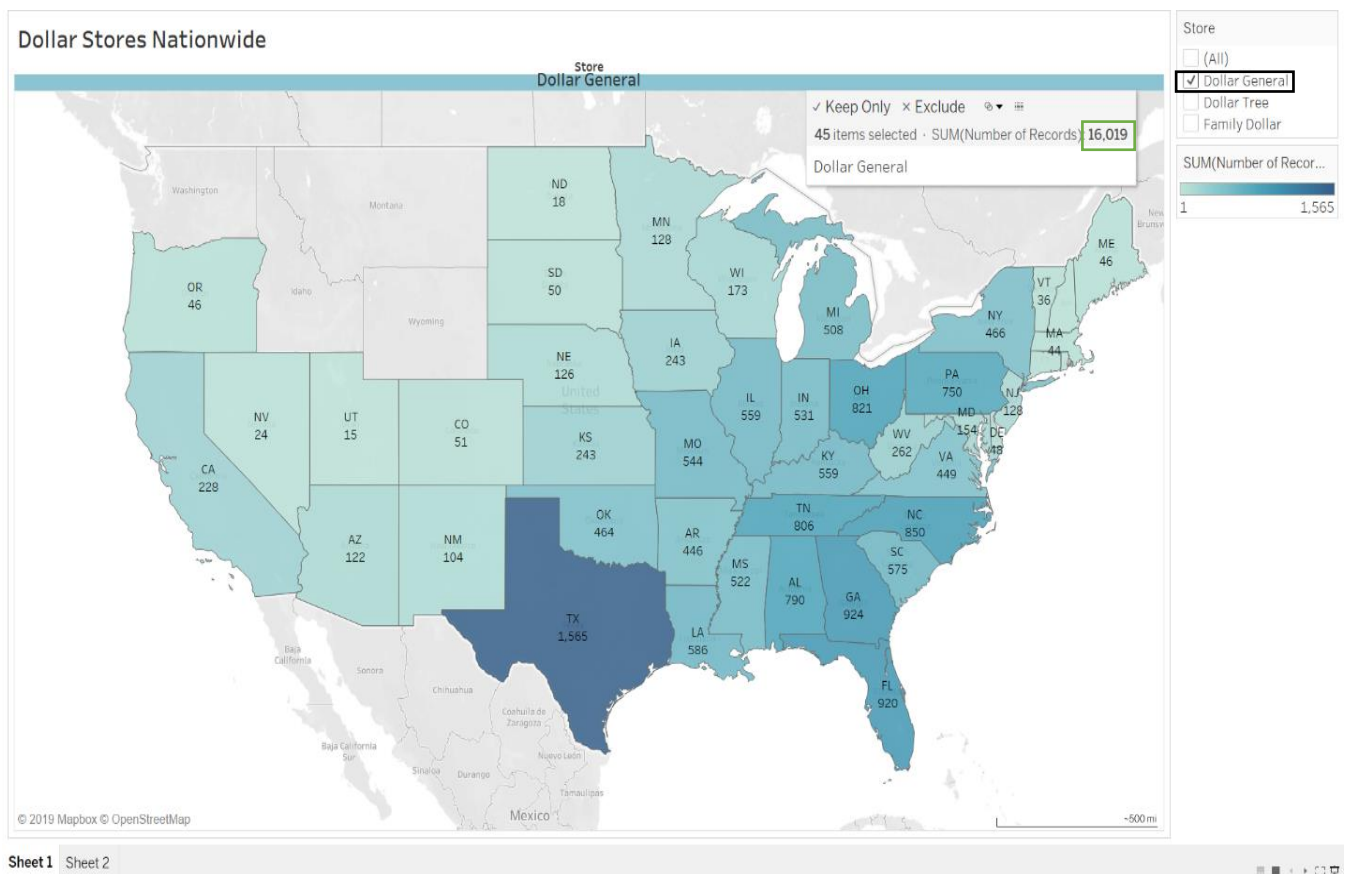 Dollar Stores Nationwide
Store
Dollar General
✓ Keep Only × Exclude
45 items selected · SUM(Number of Records) 16,019
Dollar General
Store
(All)
Dollar General
Dollar Tree
Family Dollar
SUM(Number of Recor...
1 1,565
Washington
Montana
Idaho
Wyoming
United
States
New
ND
18
MN
128
ME
46
OR
46
SD
50
WI
173
VT
36
MI
508
NY
466
MA
44
NE
126
IA
243
PA
750
NJ
128
NV
24
UT
15
CO
51
KS
243
MO
544
IL
559
IN
531
OH
821
MD
154
DE
48
WV
262
VA
449
KY
559
CA
228
AZ
122
NM
104
OK
464
AR
446
TN
806
NC
850
SC
575
MS
522
AL
790
GA
924
TX
1,565
LA
586
FL
920
Baja
California
Sonora
Chihuahua
Coahuila de
Zaragoza
Baja California
Sur
Nuevo León
Sinaloa
Durango
Tamaulipas
Mexico
© 2019 Mapbox © OpenStreetMap
~500 mi
Sheet 1 Sheet 2